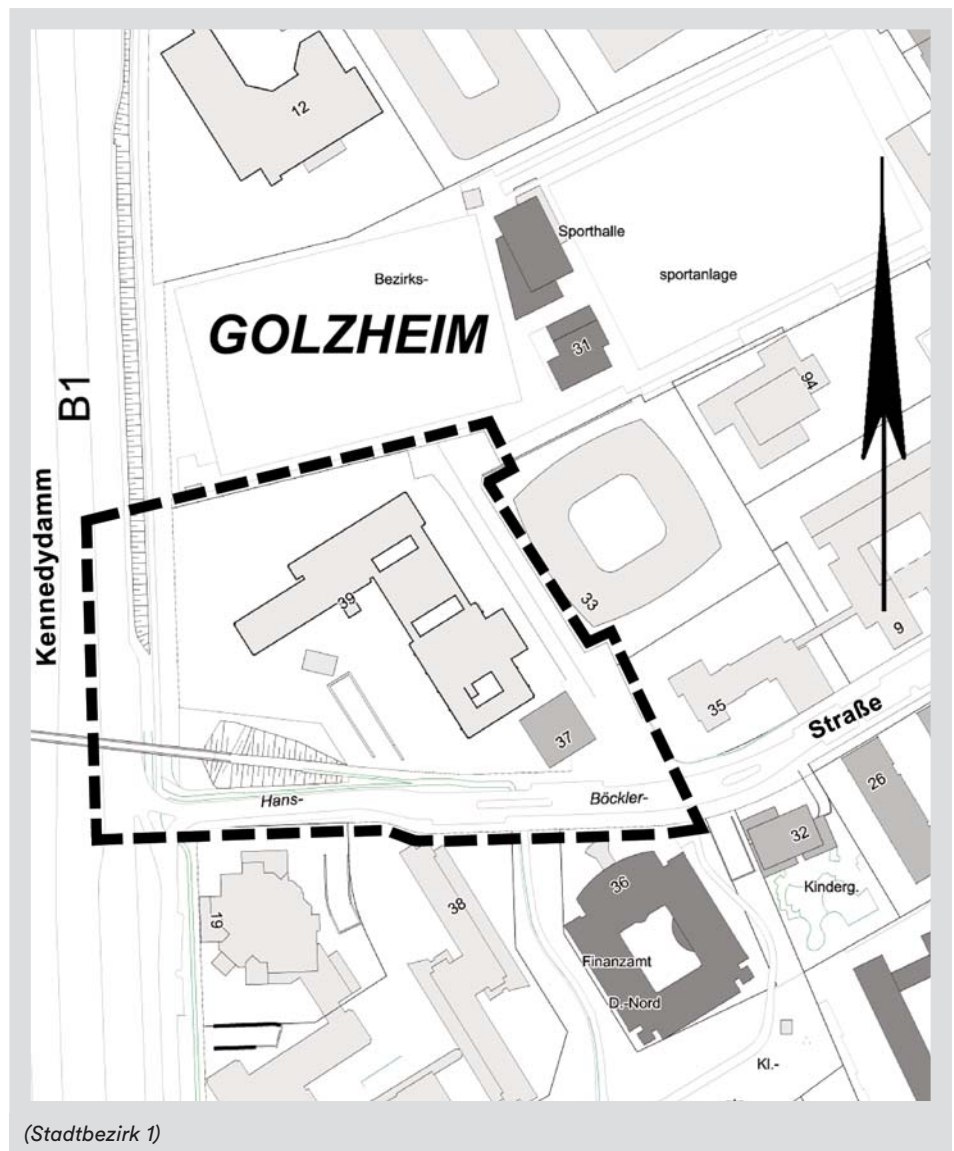 12
Sporthalle
Bezirks-
sportanlage
GOLZHEIM
31
94
B1
Kennedydamm
39
33
9
35
Straße
37
Hans-
Böckler-
26
32
36
Kinderg.
38
19
Finanzamt
D.-Nord
Kl.-
(Stadtbezirk 1)